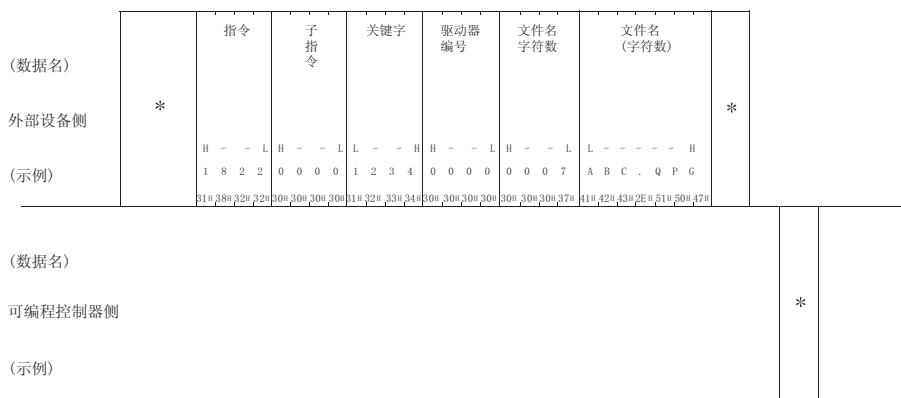 指令 子指令 关键字 驱动器编号 文件名字符数 文件名(字符数)
(数据名)
* *
外部设备侧
H - - L H - - L L - - H H - - L H - - L L - - - - - H
(示例) 1 8 2 2 0 0 0 0 1 2 3 4 0 0 0 0 0 0 0 7 A B C . Q P G
31H 38H 32H 32H 30H 30H 30H 30H 31H 32H 33H 34H 30H 30H 30H 30H 30H 30H 30H 37H 41H 42H 43H 2E H 51H 50H 47H
(数据名)
可编程控制器侧 *
(示例)